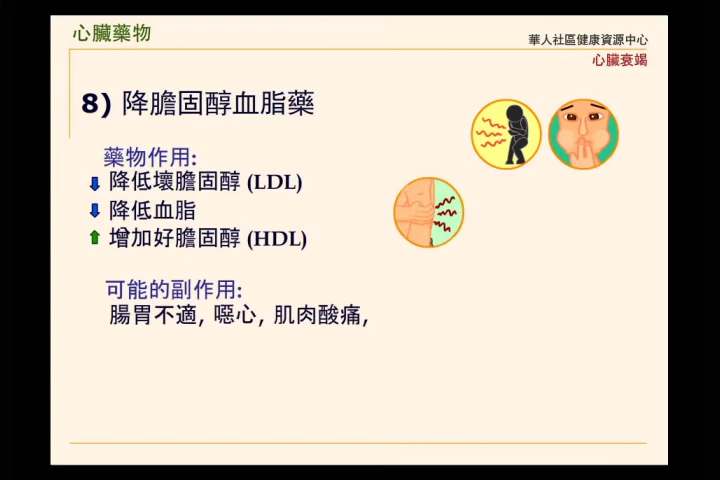 心臟藥物
華人社區健康資源中心
心臟衰竭
8) 降膽固醇血脂藥
藥物作用:
降低壞膽固醇 (LDL)
降低血脂
增加好膽固醇 (HDL)
可能的副作用:
腸胃不適, 噁心, 肌肉酸痛,